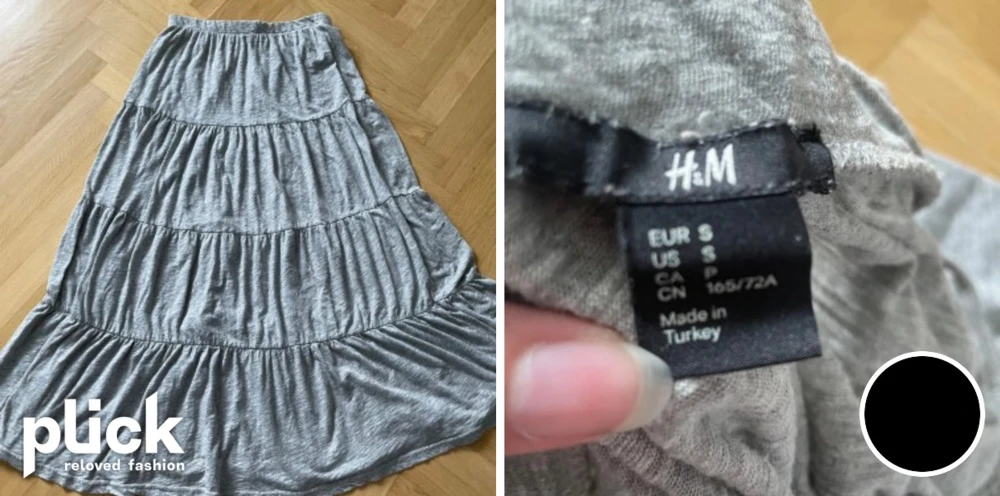 plick
reloved fashion
H&M
EUR S
US S
CA P
CN 165/72A
Made in
Turkey